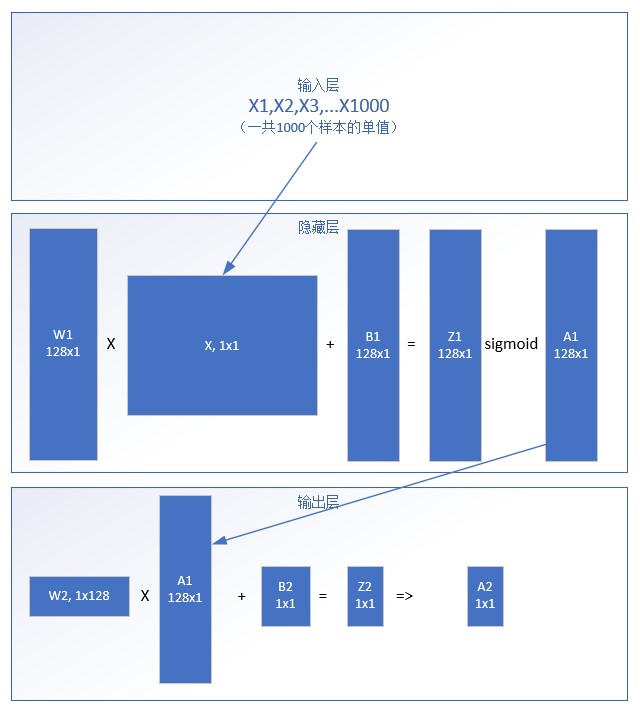 输入层
X1,X2,X3,...X1000
（一共1000个样本的单值）
隐藏层
W1
128x1
X
X, 1x1
+
B1
128x1
=
Z1
128x1
sigmoid
A1
128x1
输出层
W2, 1x128
X
A1
128x1
+
B2
1x1
=
Z2
1x1
=>
A2
1x1